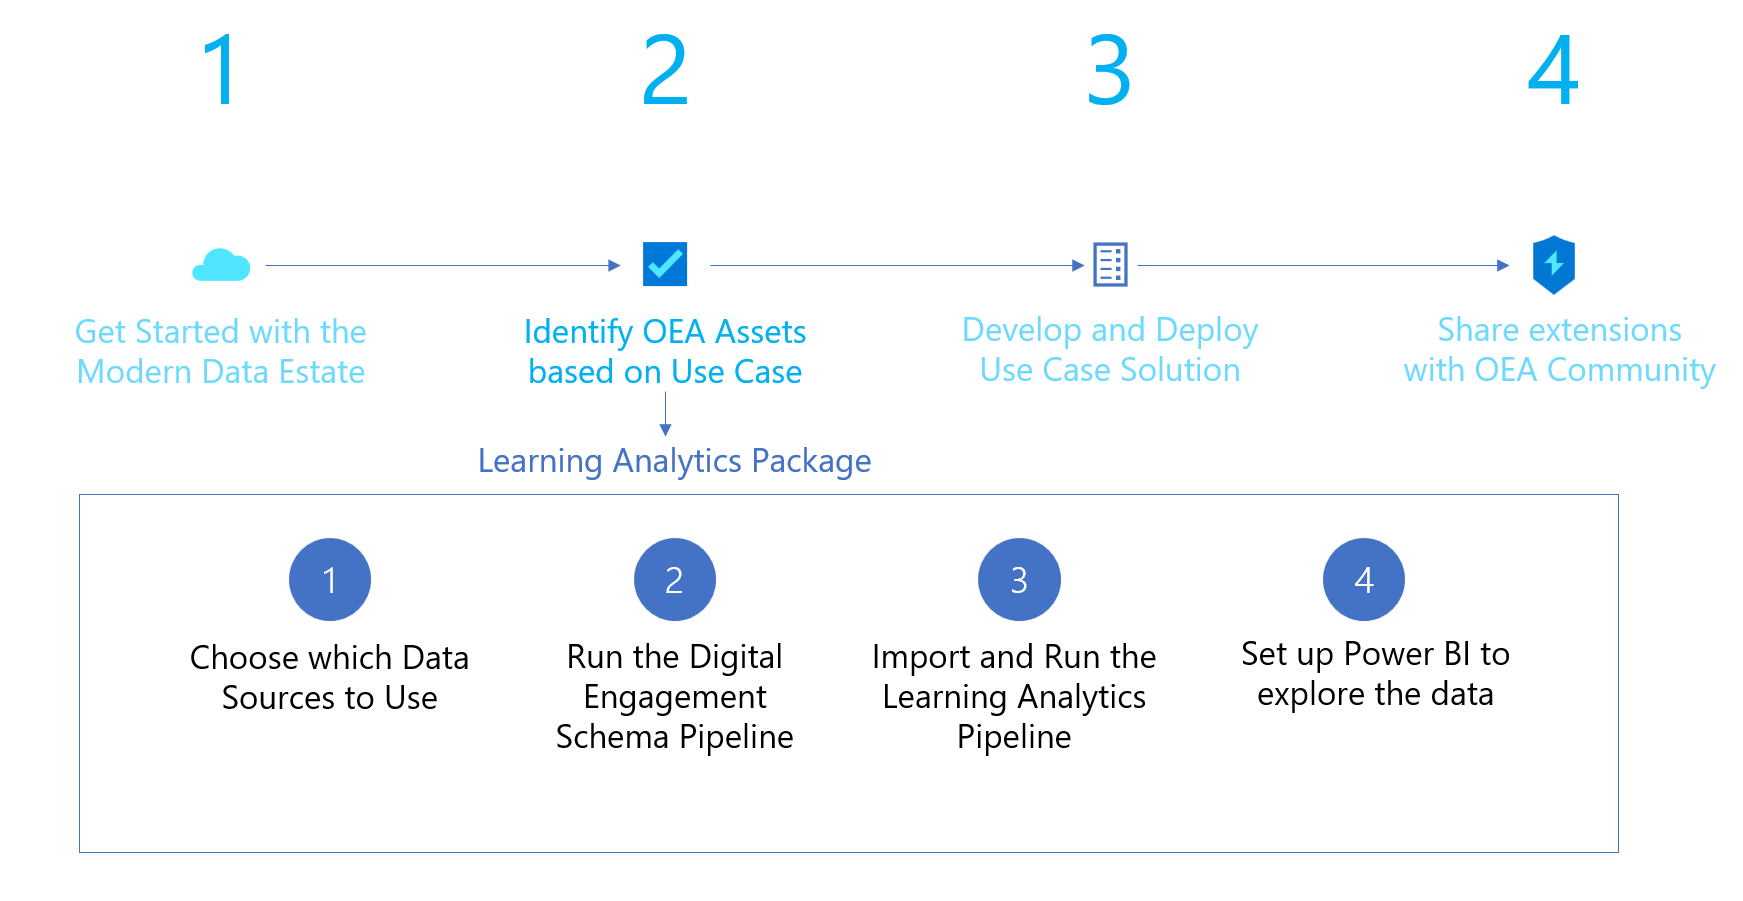 1
2
3
4
Get Started with the
Modern Data Estate
Identify OEA Assets
based on Use Case
Develop and Deploy
Use Case Solution
Share extensions
with OEA Community
Learning Analytics Package
1
Choose which Data
Sources to Use
2
Run the Digital
Engagement
Schema Pipeline
3
Import and Run the
Learning Analytics
Pipeline
4
Set up Power BI to
explore the data